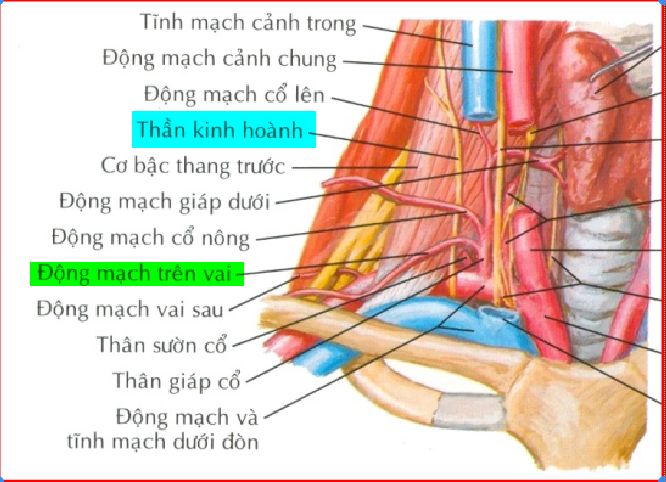 Tĩnh mạch cảnh trong
Động mạch cảnh chung
Động mạch cổ lên
Thần kinh hoành
Cơ bậc thang trước
Động mạch giáp dưới
Động mạch cổ nông
Động mạch trên vai
Động mạch vai sau
Thân sườn cổ
Thân giáp cổ
Động mạch và
tĩnh mạch dưới đòn